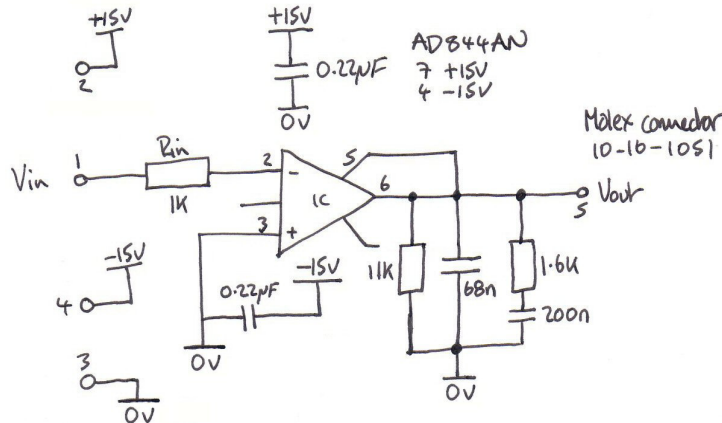 +15V
2
+15V
0.22µF
0V
AD844AN
7 +15V
4 -15V
Molex connector
10-10-1051
Vin
1
Rin
1K
2
-
5
IC
6
3
+
Vout
5
-15V
4
0.22µF
-15V
0V
11K
68n
1.6K
200n
0V
3
0V